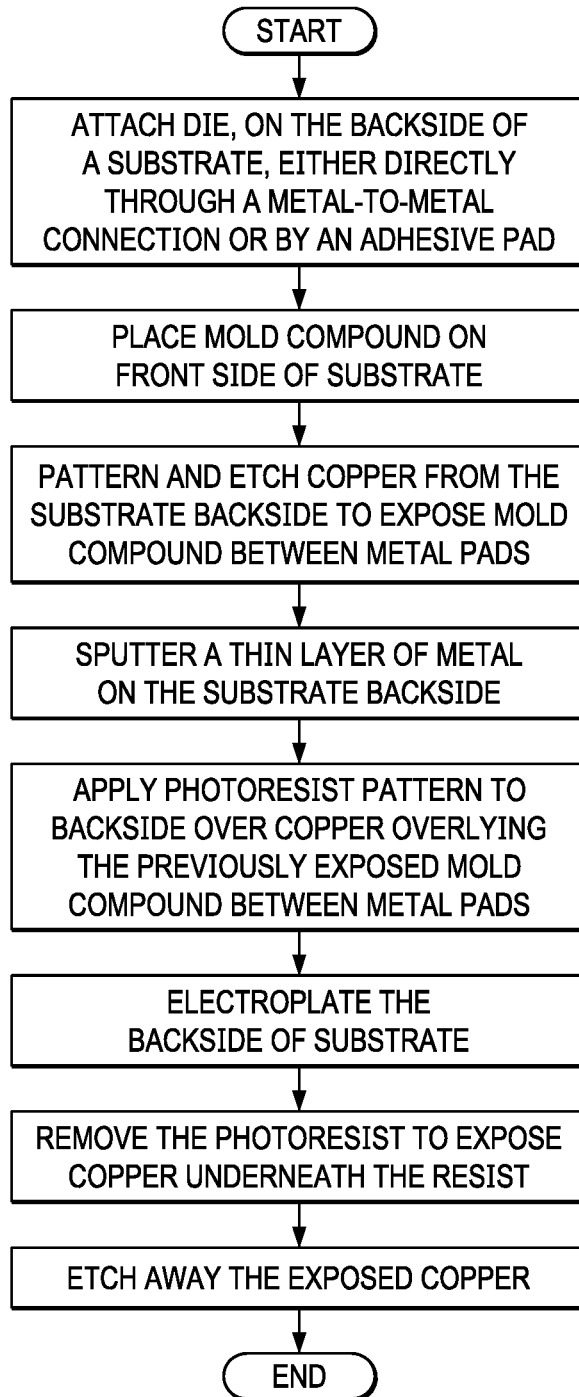 START
ATTACH DIE, ON THE BACKSIDE OF
A SUBSTRATE, EITHER DIRECTLY
THROUGH A METAL-TO-METAL
CONNECTION OR BY AN ADHESIVE PAD
PLACE MOLD COMPOUND ON
FRONT SIDE OF SUBSTRATE
PATTERN AND ETCH COPPER FROM THE
SUBSTRATE BACKSIDE TO EXPOSE MOLD
COMPOUND BETWEEN METAL PADS
SPUTTER A THIN LAYER OF METAL
ON THE SUBSTRATE BACKSIDE
APPLY PHOTORESIST PATTERN TO
BACKSIDE OVER COPPER OVERLYING
THE PREVIOUSLY EXPOSED MOLD
COMPOUND BETWEEN METAL PADS
ELECTROPLATE THE
BACKSIDE OF SUBSTRATE
REMOVE THE PHOTORESIST TO EXPOSE
COPPER UNDERNEATH THE RESIST
ETCH AWAY THE EXPOSED COPPER
END